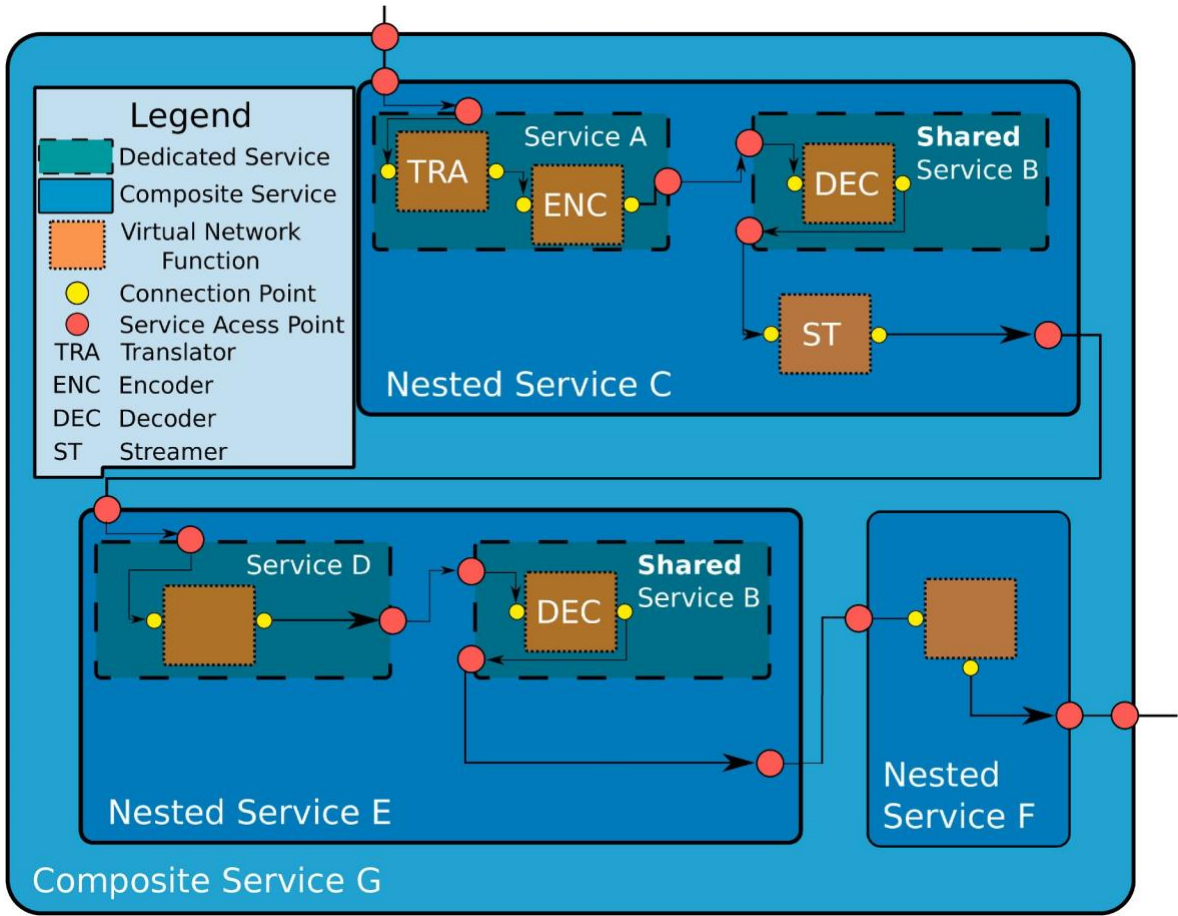 Legend
Dedicated Service
Composite Service
Virtual Network
Function
Connection Point
Service Acess Point
TRA Translator
ENC Encoder
DEC Decoder
ST Streamer
Service A
TRA
ENC
Shared
Service B
DEC
ST
Nested Service C
Service D
Shared
Service B
DEC
Nested Service E
Nested
Service F
Composite Service G